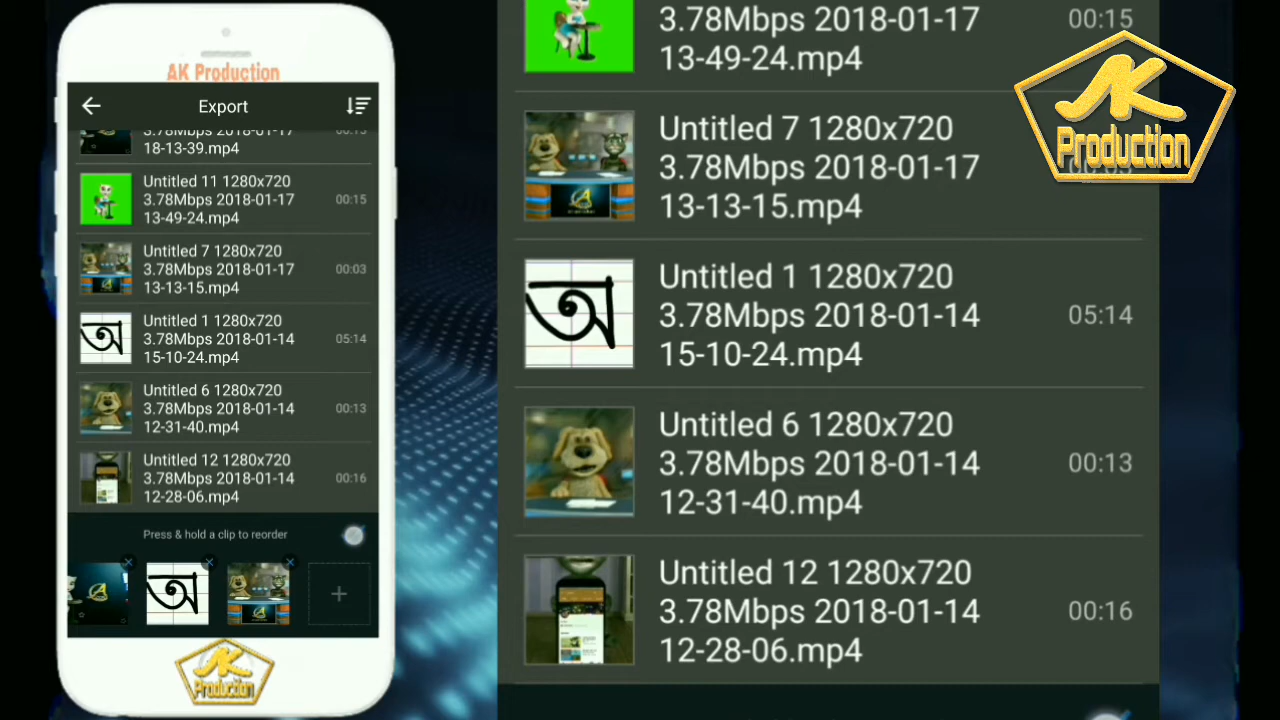 AK Production
Export
3.78Mbps 2018-01-17
18-13-39.mp4
Untitled 11 1280x720
3.78Mbps 2018-01-17
13-49-24.mp4
00:15
Untitled 7 1280x720
3.78Mbps 2018-01-17
13-13-15.mp4
00:03
অ
Untitled 1 1280x720
3.78Mbps 2018-01-14
15-10-24.mp4
05:14
Untitled 6 1280x720
3.78Mbps 2018-01-14
12-31-40.mp4
00:13
Untitled 12 1280x720
3.78Mbps 2018-01-14
12-28-06.mp4
00:16
Press & hold a clip to reorder
অ
AK
Production
3.78Mbps 2018-01-17
13-49-24.mp4
00:15
Untitled 7 1280x720
3.78Mbps 2018-01-17
13-13-15.mp4
অ
Untitled 1 1280x720
3.78Mbps 2018-01-14
15-10-24.mp4
05:14
Untitled 6 1280x720
3.78Mbps 2018-01-14
12-31-40.mp4
00:13
Untitled 12 1280x720
3.78Mbps 2018-01-14
12-28-06.mp4
00:16
AK
Production